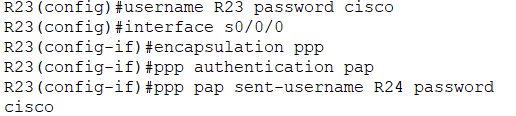 R23(config)#username R23 password cisco
R23(config)#interface s0/0/0
R23(config-if)#encapsulation ppp
R23(config-if)#ppp authentication pap
R23(config-if)#ppp pap sent-username R24 password
cisco